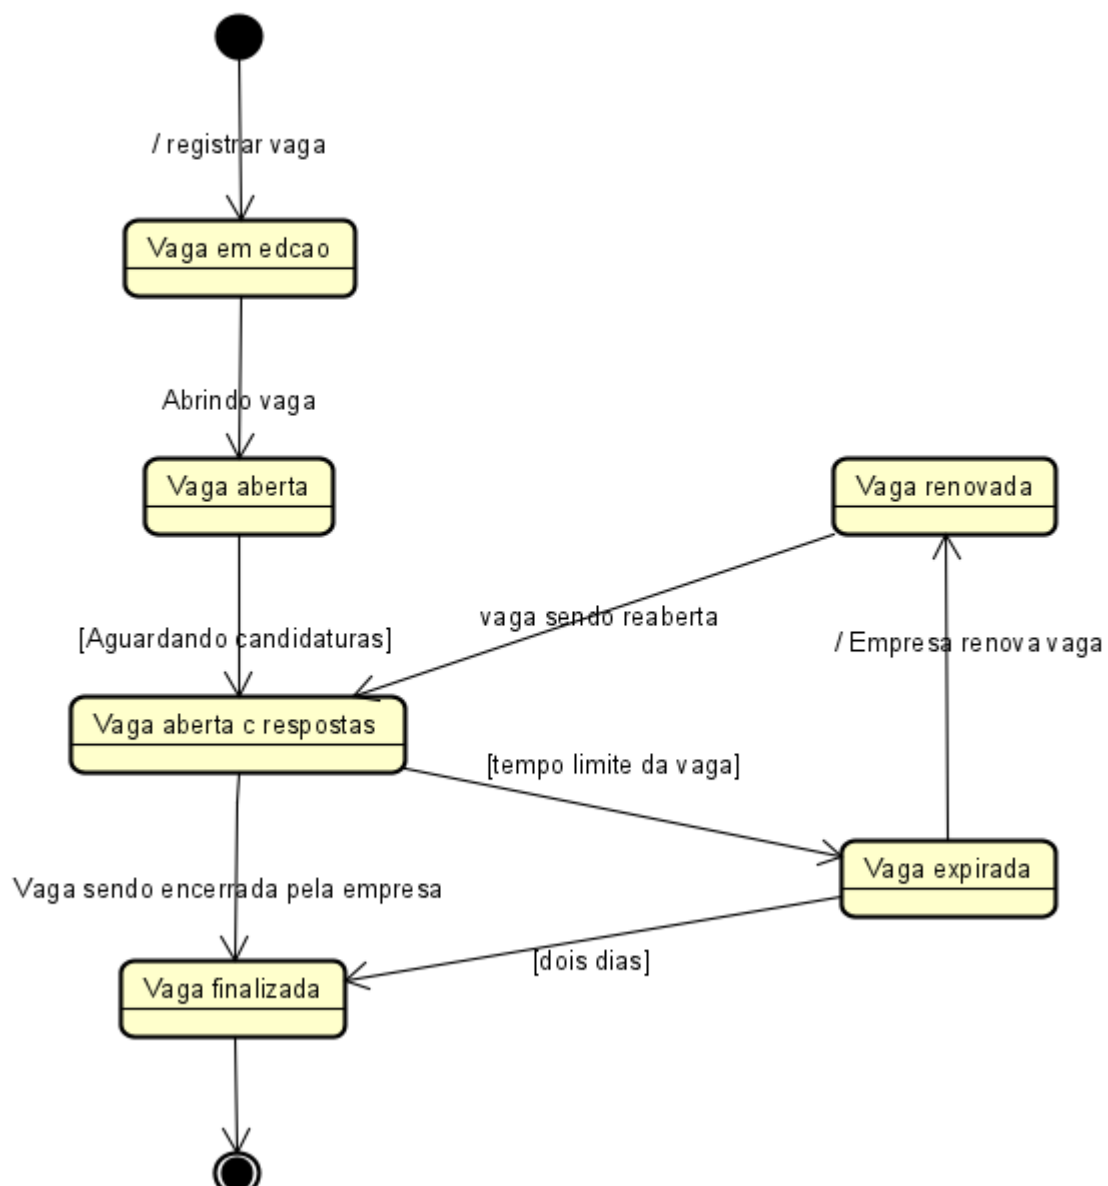 / registrar vaga
Vaga em edcao
Abrindo vaga
Vaga aberta
Vaga renovada
vaga sendo reaberta
[Aguardando candidaturas]
/ Empresa renova vaga
Vaga aberta c respostas
[tempo limite da vaga]
Vaga expirada
Vaga sendo encerrada pela empresa
[dois dias]
Vaga finalizada